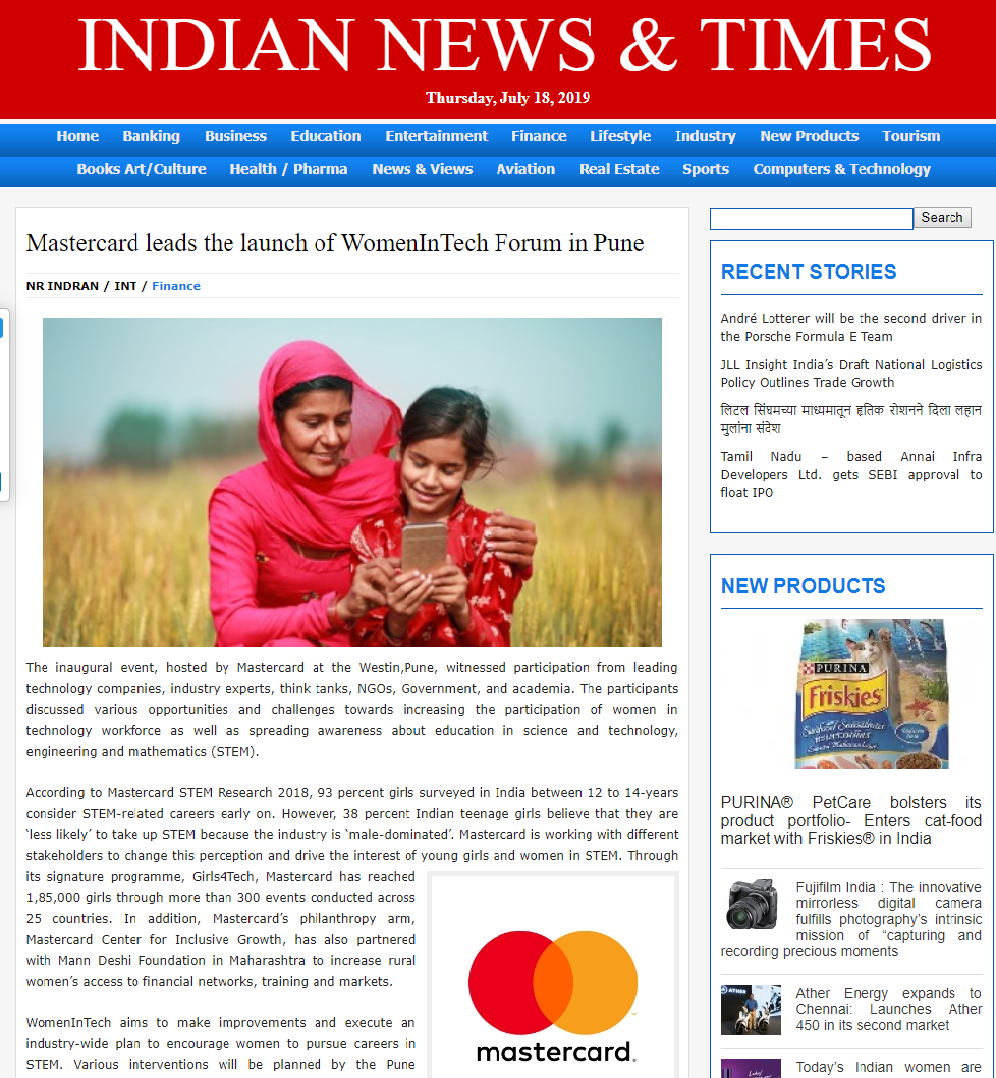 INDIAN NEWS & TIMES
Thursday, July 18, 2019
Home Banking Business Education Entertainment Finance Lifestyle Industry New Products Tourism
Books Art/Culture Health / Pharma News & Views Aviation Real Estate Sports Computers & Technology
Mastercard leads the launch of WomenInTech Forum in Pune
NR INDRAN / INT / Finance
The inaugural event, hosted by Mastercard at the Westin,Pune, witnessed participation from leading
technology companies, industry experts, think tanks, NGOs, Government, and academia. The participants
discussed various opportunities and challenges towards increasing the participation of women in
technology workforce as well as spreading awareness about education in science and technology,
engineering and mathematics (STEM).
According to Mastercard STEM Research 2018, 93 percent girls surveyed in India between 12 to 14-years
consider STEM-related careers early on. However, 38 percent Indian teenage girls believe that they are
‘less likely’ to take up STEM because the industry is ‘male-dominated’. Mastercard is working with different
stakeholders to change this perception and drive the interest of young girls and women in STEM. Through
its signature programme, Girls4Tech, Mastercard has reached
1,85,000 girls through more than 300 events conducted across
25 countries. In addition, Mastercard’s philanthropy arm,
Mastercard Center for Inclusive Growth, has also partnered
with Mann Deshi Foundation in Maharashtra to increase rural
women’s access to financial networks, training and markets.
WomenInTech aims to make improvements and execute an
industry-wide plan to encourage women to pursue careers in
STEM. Various interventions will be planned by the Pune
mastercard.
Search
RECENT STORIES
André Lotterer will be the second driver in
the Porsche Formula E Team
JLL Insight India’s Draft National Logistics
Policy Outlines Trade Growth
लिटल सिंघमच्या माध्यमातून हृतिक रोशनने दिला लहान
मुलांना संदेश
Tamil Nadu – based Annai Infra
Developers Ltd. gets SEBI approval to
float IPO
NEW PRODUCTS
PURINA
Friskies
PURINA® PetCare bolsters its
product portfolio- Enters cat-food
market with Friskies® in India
Fujifilm India : The innovative
mirrorless digital camera
fulfills photography’s intrinsic
mission of “capturing and
recording precious moments
ATHER
Ather Energy expands to
Chennai: Launches Ather
450 in its second market
Today’s Indian women are